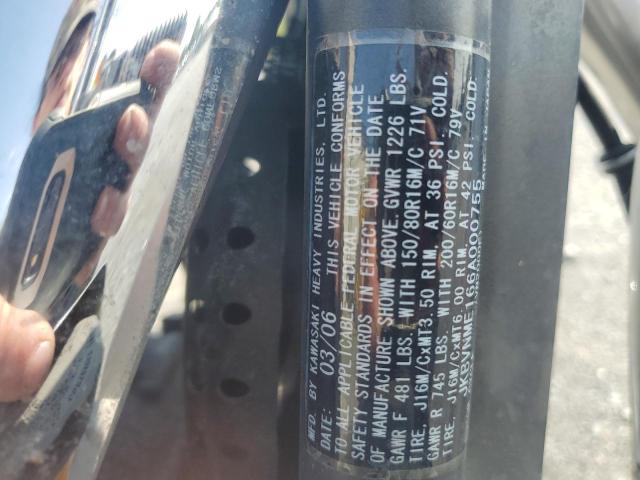 MFD. BY KAWASAKI HEAVY INDUSTRIES, LTD.
DATE: 03/06 THIS VEHICLE CONFORMS
TO ALL APPLICABLE FEDERAL MOTOR VEHICLE
SAFETY STANDARDS IN EFFECT ON THE DATE
OF MANUFACTURE SHOWN ABOVE. GVWR 1226 LBS.
GAWR F 481 LBS. WITH 150/80R16M/C 71V
TIRE, J16M/CxMT3.50 RIM, AT 36 PSI. COLD.
GAWR R 745 LBS. WITH 200/60R16M/C 79V
TIRE, J16M/CxMT6.00 RIM, AT 42 PSI. COLD
JKBVNME166A000755
MADE IN JAPAN